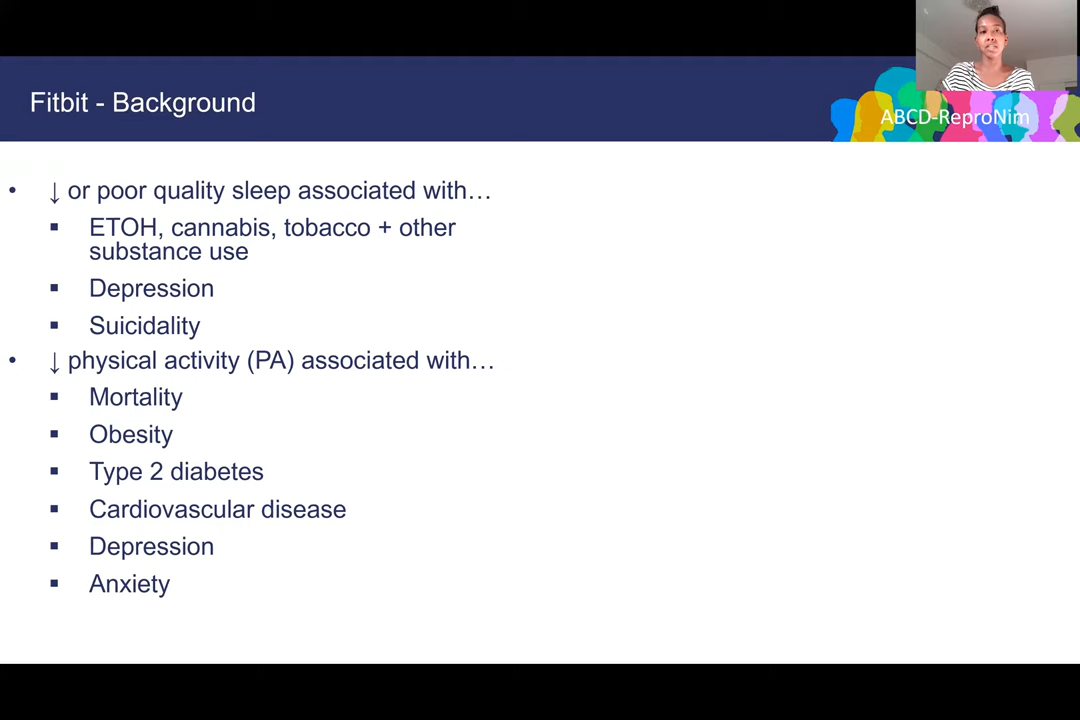 Fitbit - Background
ABCD-ReproNim
• ↓ or poor quality sleep associated with…
▪ ETOH, cannabis, tobacco + other
substance use
▪ Depression
▪ Suicidality
• ↓ physical activity (PA) associated with…
▪ Mortality
▪ Obesity
▪ Type 2 diabetes
▪ Cardiovascular disease
▪ Depression
▪ Anxiety